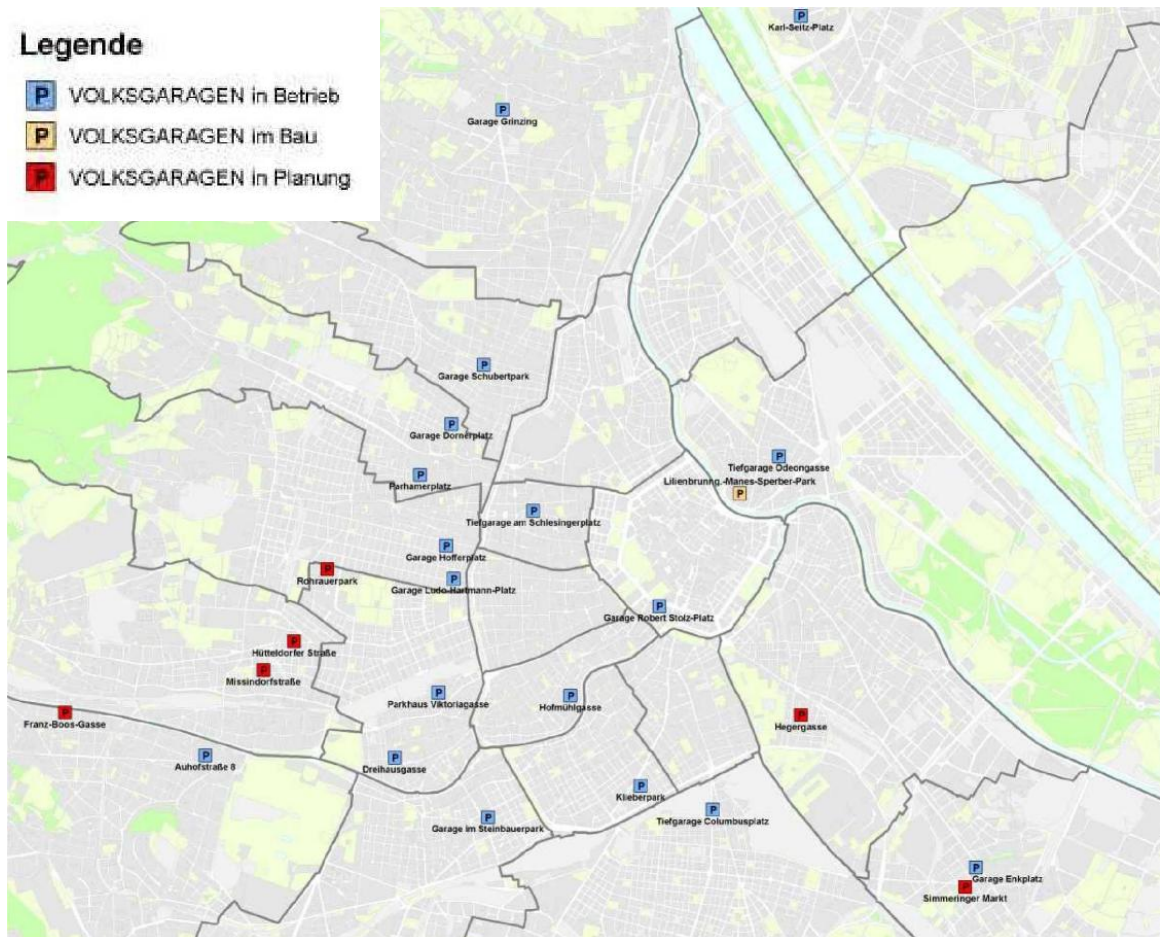 Legende
P VOLKSGARAGEN in Betrieb
P VOLKSGARAGEN im Bau
P VOLKSGARAGEN in Planung
P
Karl-Seitz-Platz
P
Garage Grinzing
P
Garage Schubertpark
P
Garage Dornerplatz
P
Tiefgarage Odeongasse
P
Parhamerplatz
Lilienbrunng.-Manes-Sperber-Park
P
P
Tiefgarage am Schlesingerplatz
P
Garage Hofferplatz
P
Rohrauerpark
P
Garage Ludo-Hartmann-Platz
P
Garage Robert Stolz-Platz
P
Hütteldorfer Straße
P
Missindorfstraße
P
Parkhaus Viktoriagasse
P
Hofmühlgasse
P
Franz-Boos-Gasse
P
Hegergasse
P
Auhofstraße 8
P
Dreihausgasse
P
Klieberpark
P
Tiefgarage Columbusplatz
P
Garage im Steinbauerpark
P
Garage Enkplatz
P
Simmeringer Markt